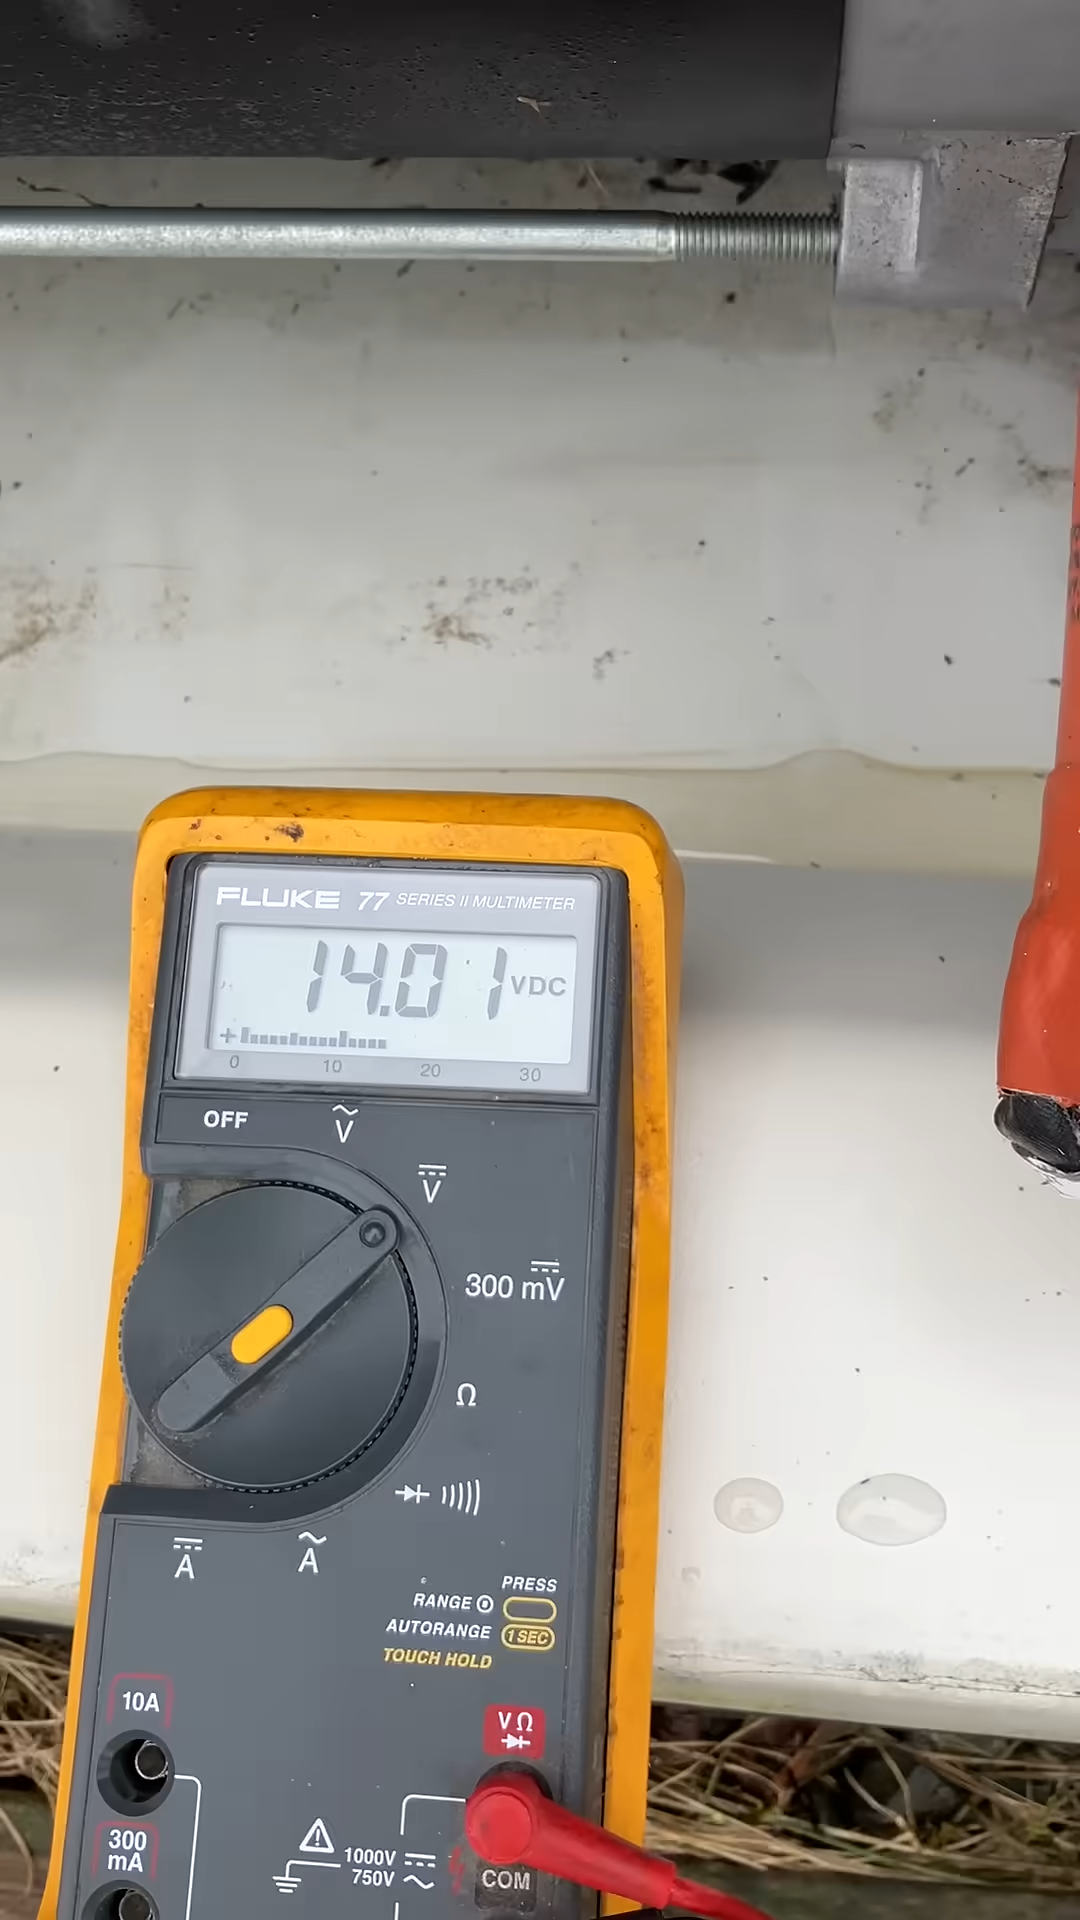 FLUKE 77 SERIES II MULTIMETER
14.01 VDC
+
0 10 20 30
OFF
V
V
300 mV
Ω
A
A
PRESS
RANGE
AUTORANGE 1 SEC
TOUCH HOLD
10A
VΩ
300
mA
1000V
750V
COM